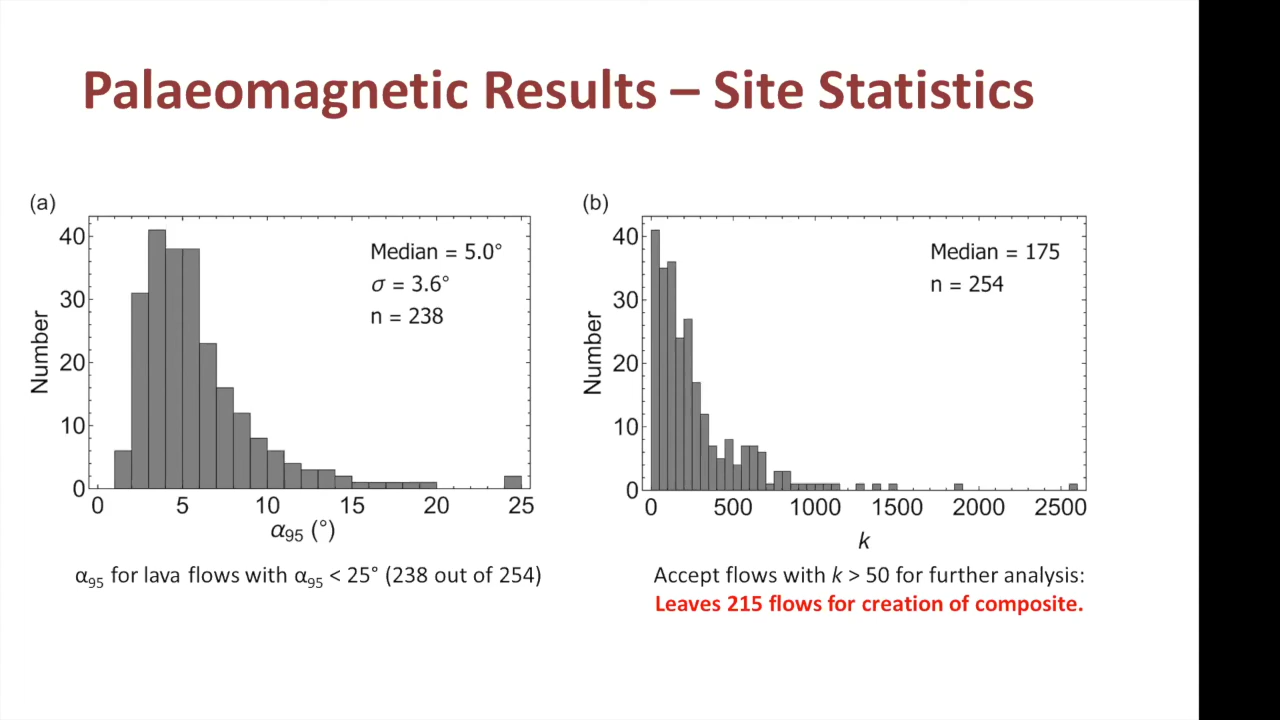 Palaeomagnetic Results – Site Statistics
(a)
Median = 5.0°
σ = 3.6°
n = 238
Number
40
30
20
10
0
0 5 10 15 20 25
α95 (°)
α95 for lava flows with α95 < 25° (238 out of 254)
(b)
Median = 175
n = 254
Number
40
30
20
10
0
0 500 1000 1500 2000 2500
k
Accept flows with k > 50 for further analysis:
Leaves 215 flows for creation of composite.